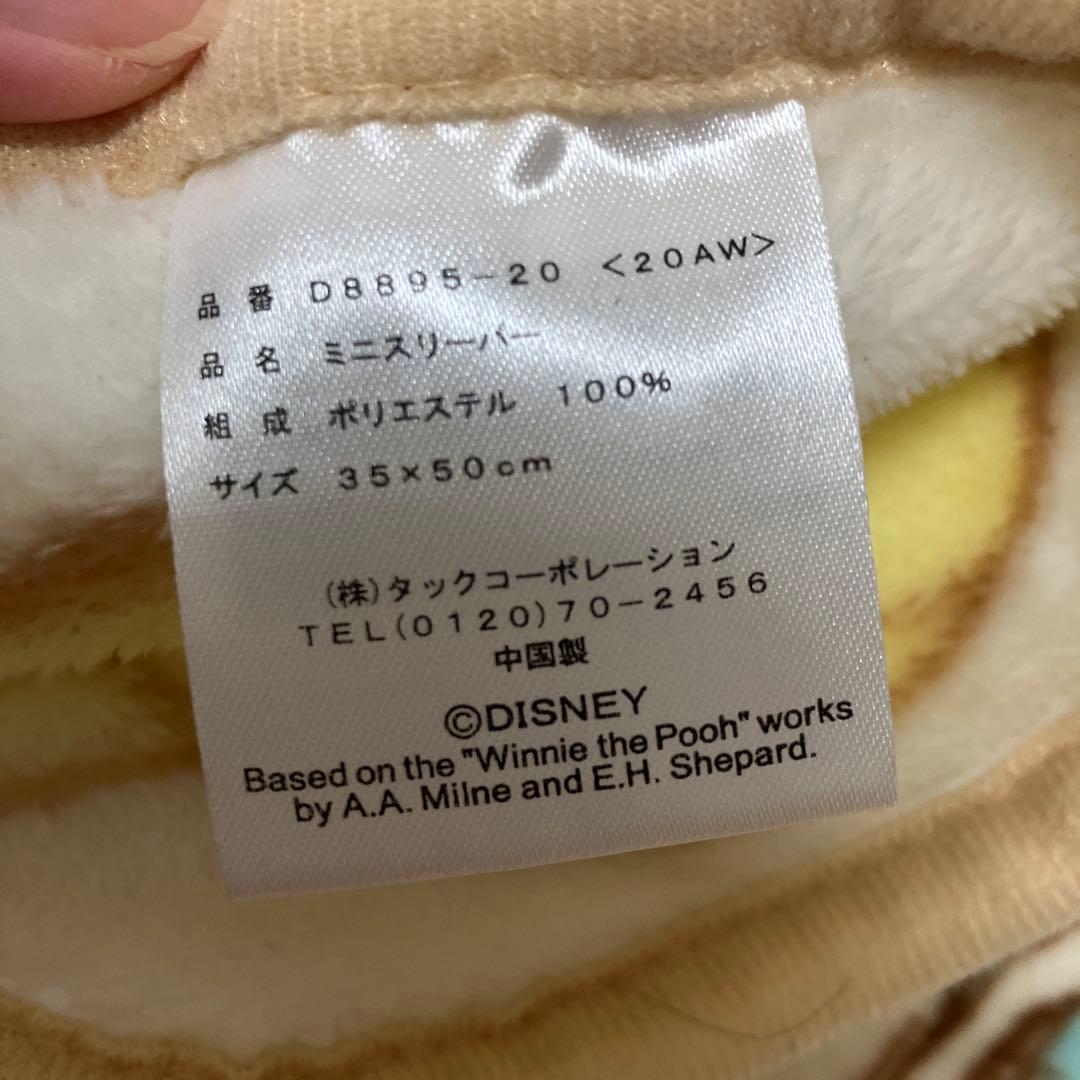 品番 D8895-20 <20AW>
品名 ミニスリーパー
組成 ポリエステル 100%
サイズ 35×50cm
(株)タックコーポレーション
TEL(0120)70-2456
中国製
©DISNEY
Based on the "Winnie the Pooh" works
by A.A. Milne and E.H. Shepard.